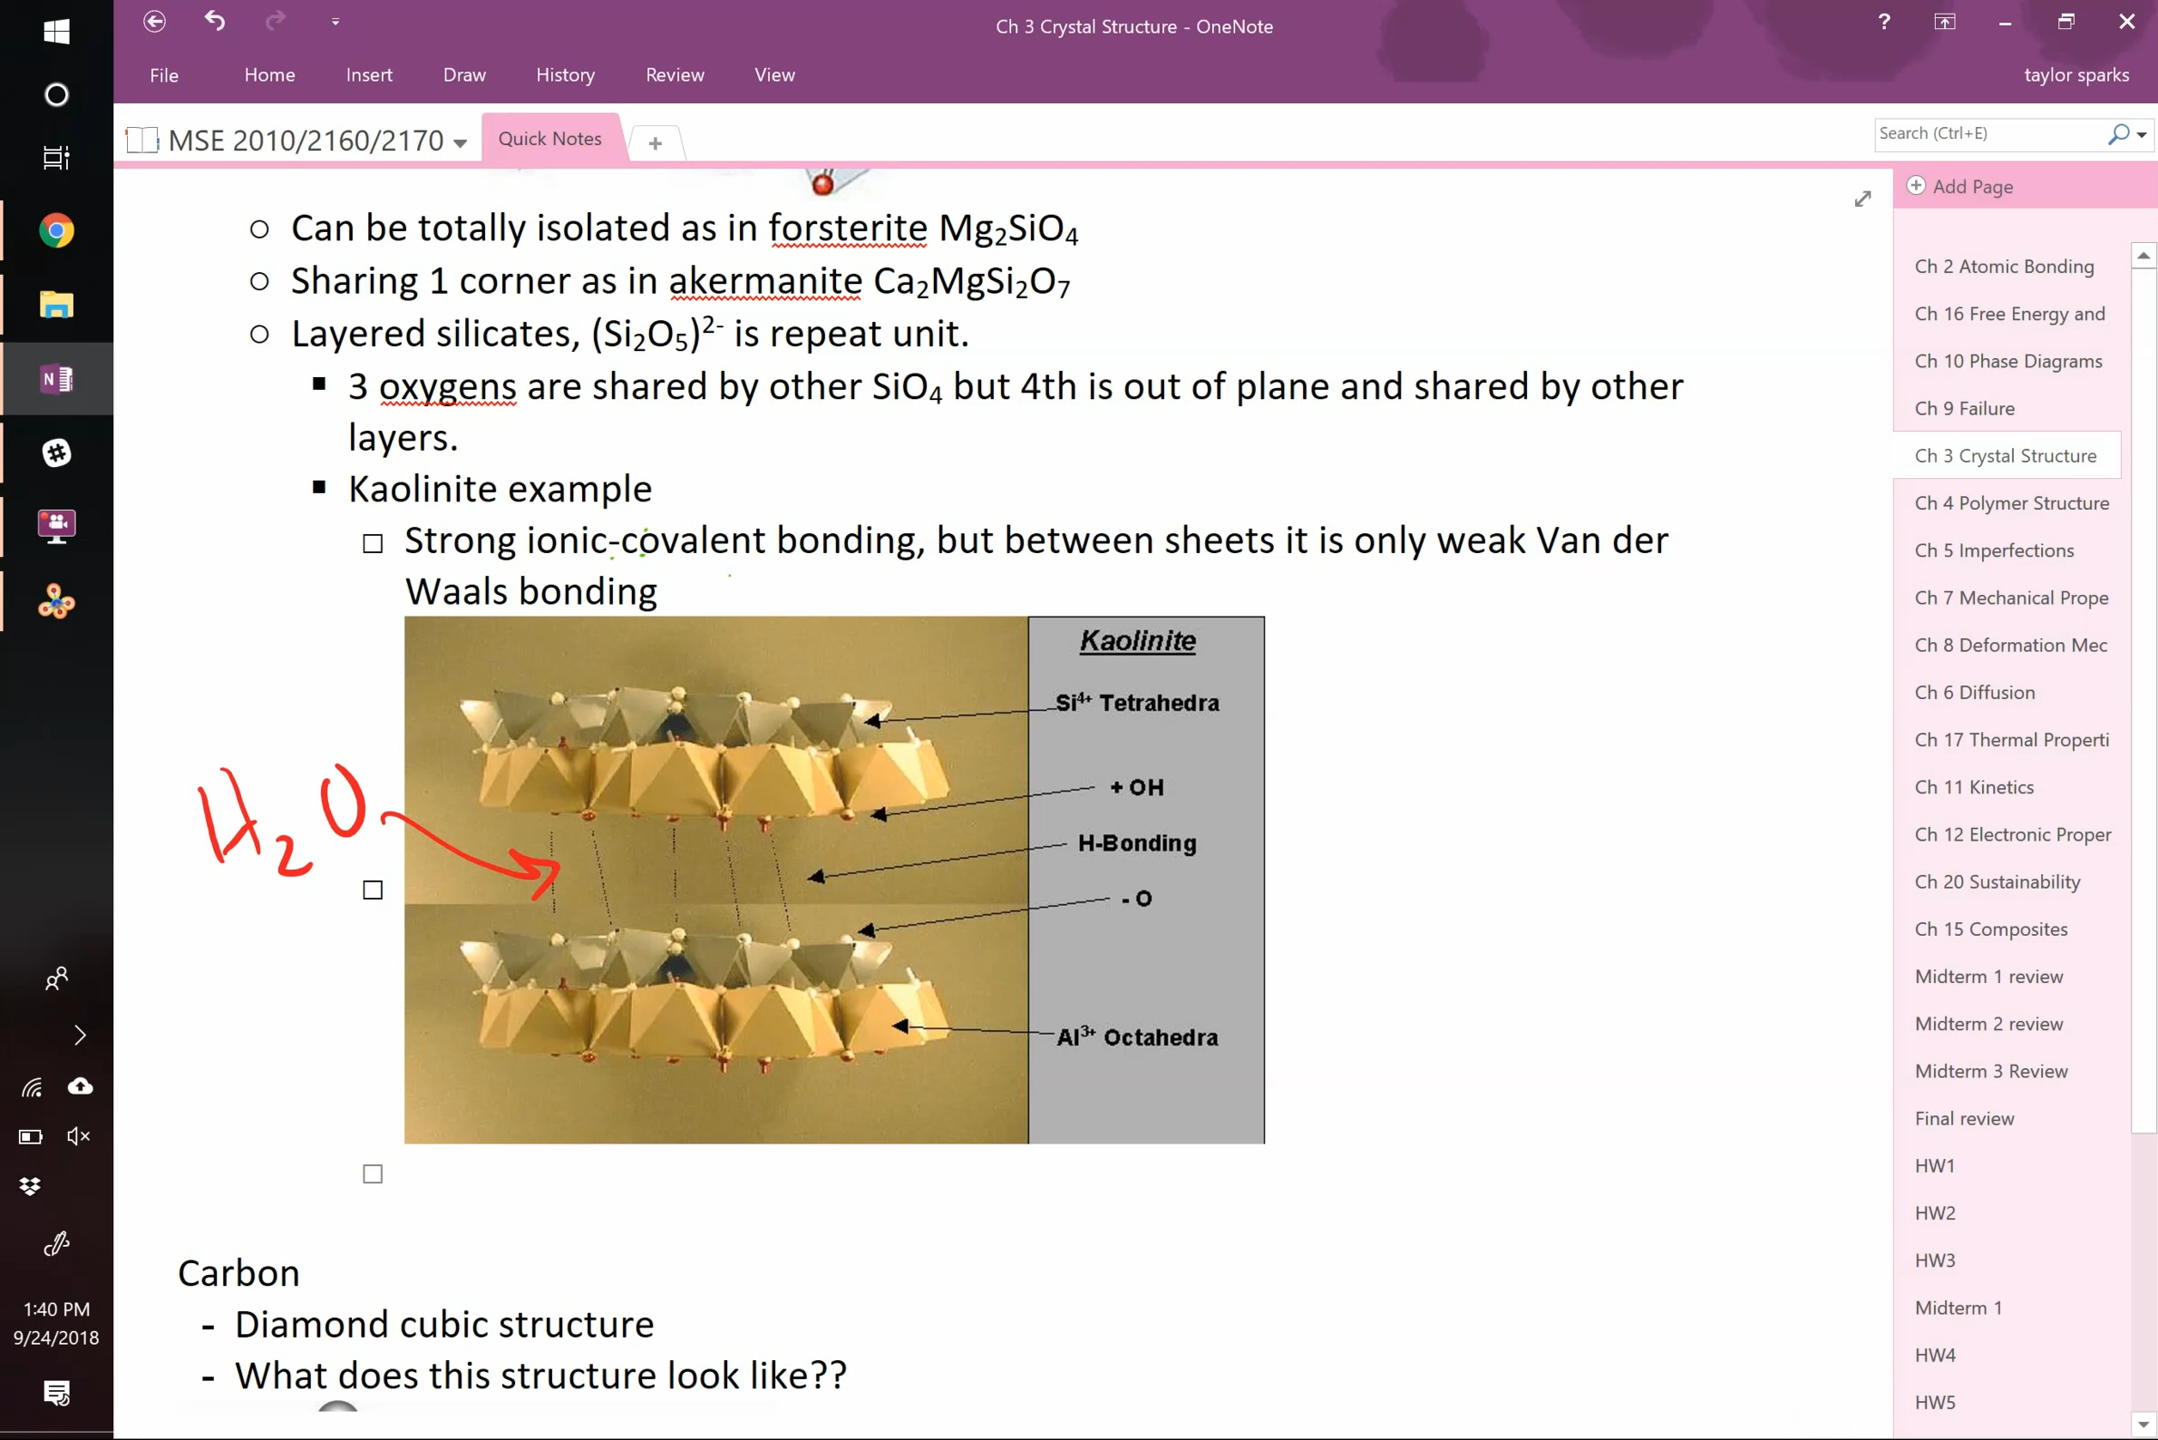 Ch 3 Crystal Structure - OneNote
?
File Home Insert Draw History Review View
taylor sparks
MSE 2010/2160/2170
Quick Notes
+
Search (Ctrl+E)
○ Can be totally isolated as in forsterite Mg₂SiO₄
○ Sharing 1 corner as in akermanite Ca₂MgSi₂O₇
○ Layered silicates, (Si₂O₅)²⁻ is repeat unit.
▪ 3 oxygens are shared by other SiO₄ but 4th is out of plane and shared by other
layers.
▪ Kaolinite example
□ Strong ionic-covalent bonding, but between sheets it is only weak Van der
Waals bonding
Kaolinite
Si⁴⁺ Tetrahedra
+ OH
H-Bonding
- O
Al³⁺ Octahedra
H₂O
Carbon
- Diamond cubic structure
- What does this structure look like??
Add Page
Ch 2 Atomic Bonding
Ch 16 Free Energy and
Ch 10 Phase Diagrams
Ch 9 Failure
Ch 3 Crystal Structure
Ch 4 Polymer Structure
Ch 5 Imperfections
Ch 7 Mechanical Prope
Ch 8 Deformation Mec
Ch 6 Diffusion
Ch 17 Thermal Properti
Ch 11 Kinetics
Ch 12 Electronic Proper
Ch 20 Sustainability
Ch 15 Composites
Midterm 1 review
Midterm 2 review
Midterm 3 Review
Final review
HW1
HW2
HW3
Midterm 1
HW4
HW5
N
1:40 PM
9/24/2018